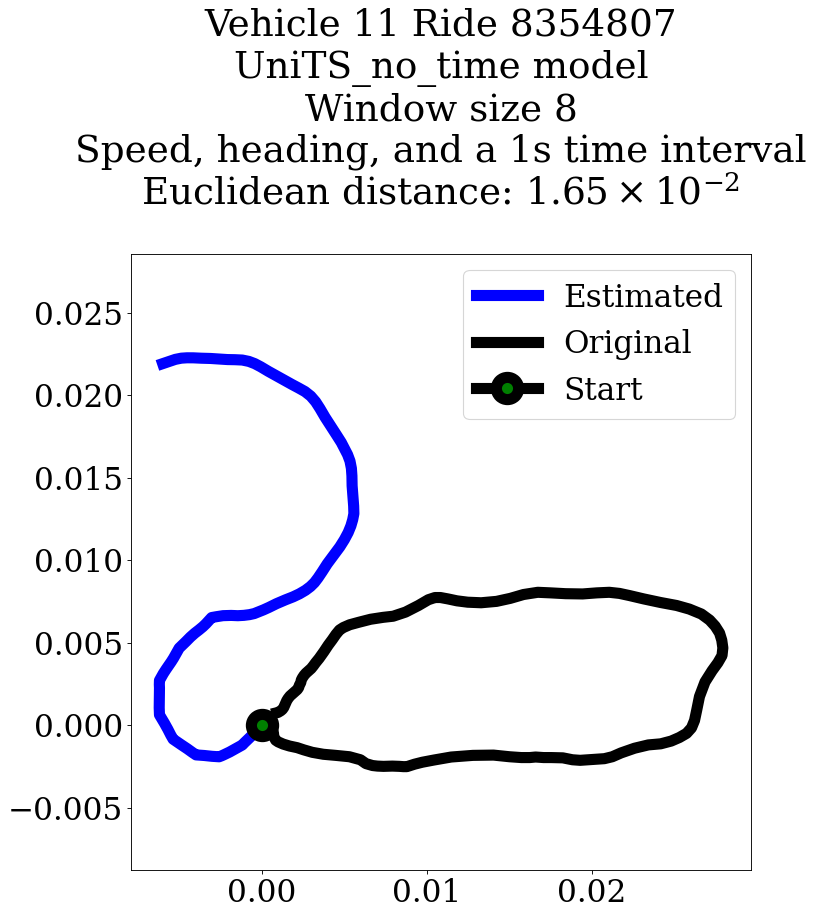 Vehicle 11 Ride 8354807
UniTS_no_time model
Window size 8
Speed, heading, and a 1s time interval
Euclidean distance: 1.65 × 10⁻²
Estimated
Original
Start
0.025
0.020
0.015
0.010
0.005
0.000
−0.005
0.00 0.01 0.02